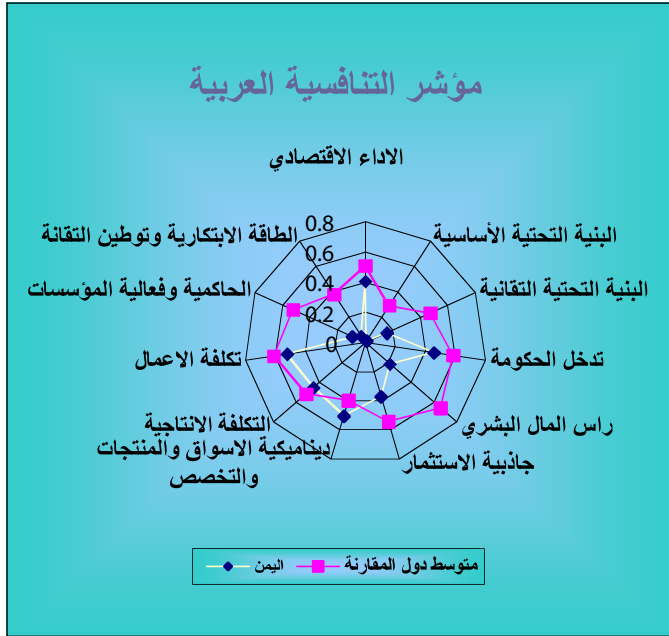 مؤشر التنافسية العربية
الاداء الاقتصادي
البنية التحتية الأساسية
البنية التحتية التقانية
تدخل الحكومة
راس المال البشري
جاذبية الاستثمار
ديناميكية الاسواق والمنتجات
والتخصص
التكلفة الانتاجية
تكلفة الاعمال
الحاكمية وفعالية المؤسسات
الطاقة الابتكارية وتوطين التقانة
0.8
0.6
0.4
0.2
0
اليمن
متوسط دول المقارنة